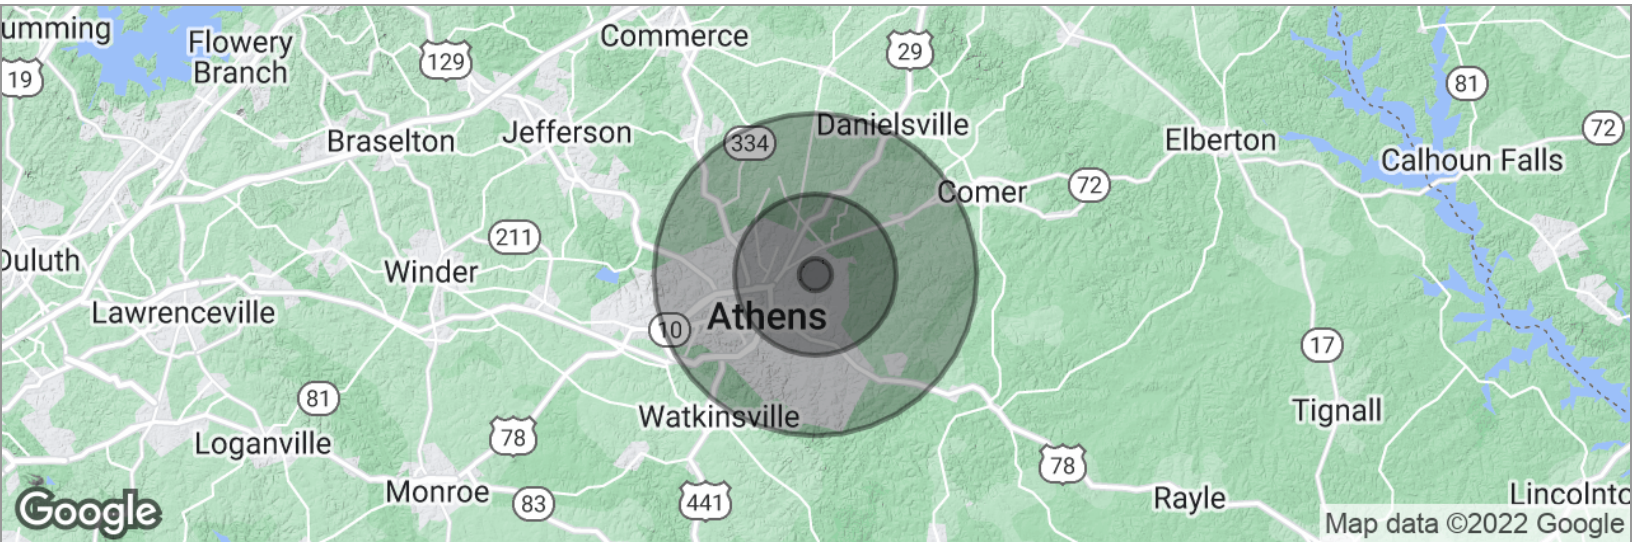 umming
Flowery
Branch
Commerce
29
129
19
81
72
Braselton
Jefferson
334
Danielsville
Elberton
Calhoun Falls
Comer
72
211
Duluth
Winder
Lawrenceville
10
Athens
17
81
Watkinsville
Tignall
78
Loganville
78
Monroe
83
441
Rayle
Lincolnto
Google
Map data ©2022 Google